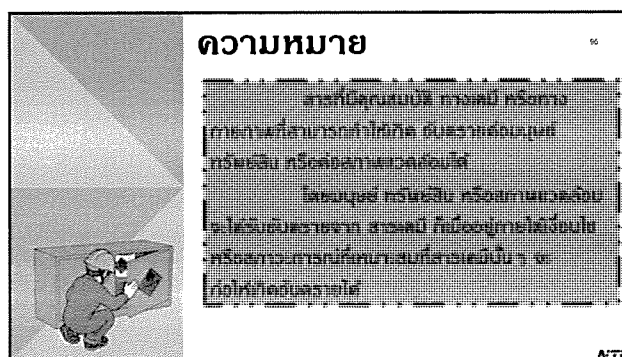 ความหมาย
96
สารที่มีคุณสมบัติ ทางเคมี หรือทาง
กายภาพที่สามารถทำให้เกิด อันตรายต่อมนุษย์
ทรัพย์สิน หรือต่อสภาพแวดล้อมได้
โดยมนุษย์ ทรัพย์สิน หรือสภาพแวดล้อม
จะได้รับอันตรายจาก สารเคมี ก็เมื่ออยู่ภายใต้เงื่อนไข
หรือสภาวะการณ์ที่เหมาะสมที่สารเคมีนั้น ๆ จะ
ก่อให้เกิดอันตรายได้